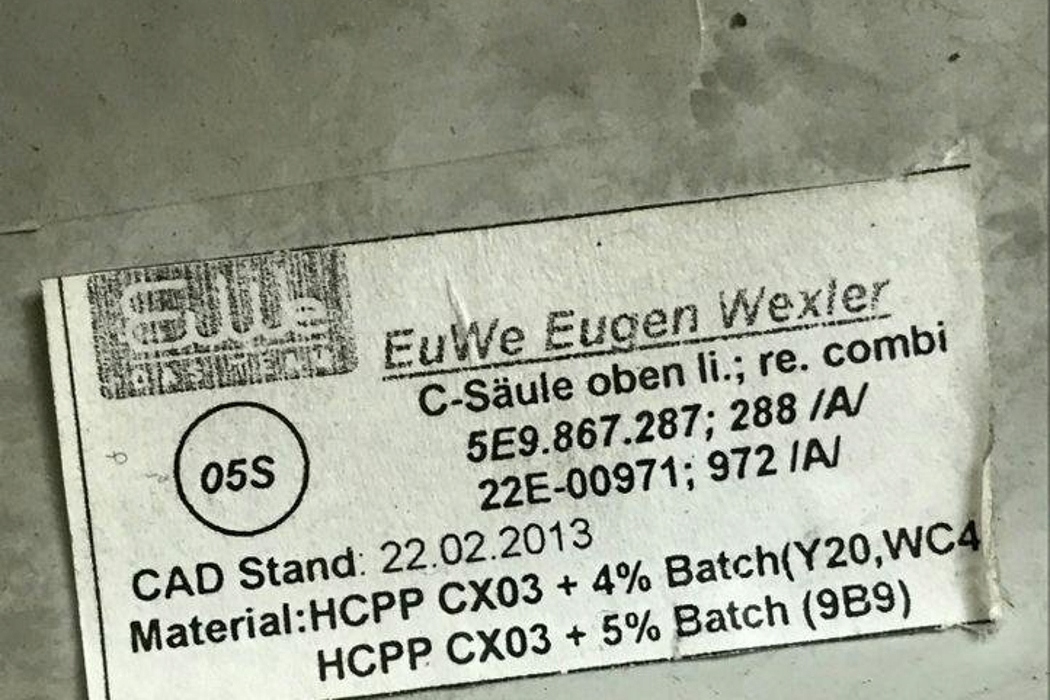 EuWe Eugen Wexler
C-Säule oben li.; re. combi
5E9.867.287; 288 /A/
22E-00971; 972 /A/
05S
CAD Stand: 22.02.2013
Material:HCPP CX03 + 4% Batch(Y20,WC4
HCPP CX03 + 5% Batch (9B9)